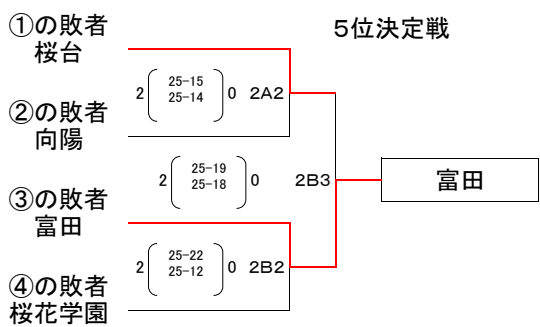 ①の敗者
桜台
5位決定戦
25-15
2 25-14 0 2A2
②の敗者
向陽
25-19
2 25-18 0 2B3
富田
③の敗者
富田
25-22
2 25-12 0 2B2
④の敗者
桜花学園